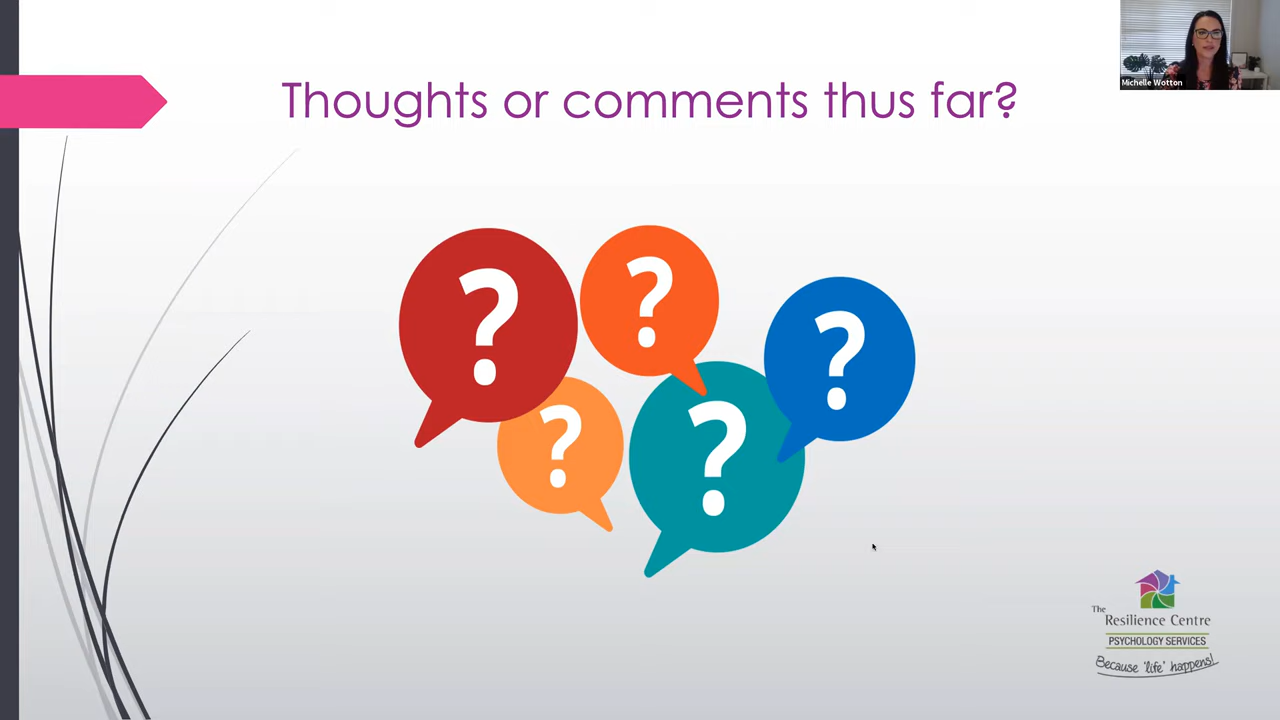 Michelle Wotton
Thoughts or comments thus far?
?
?
?
?
?
The
Resilience Centre
PSYCHOLOGY SERVICES
Because 'life' happens!